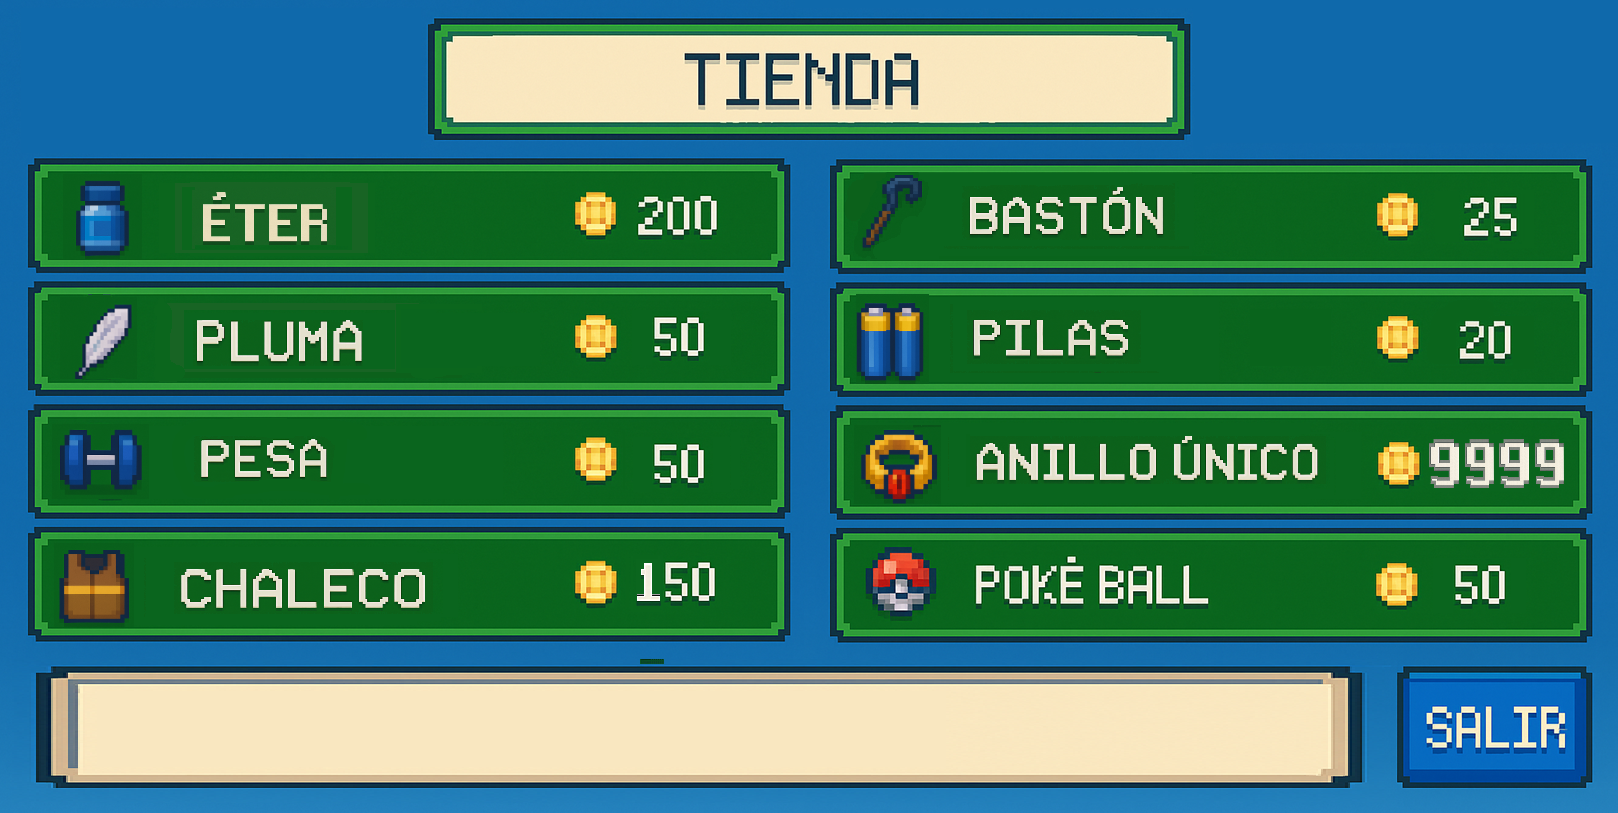 TIENDA
ÉTER 200
BASTÓN 25
PLUMA 50
PILAS 20
PESA 50
ANILLO ÚNICO 9999
CHALECO 150
POKÉ BALL 50
SALIR